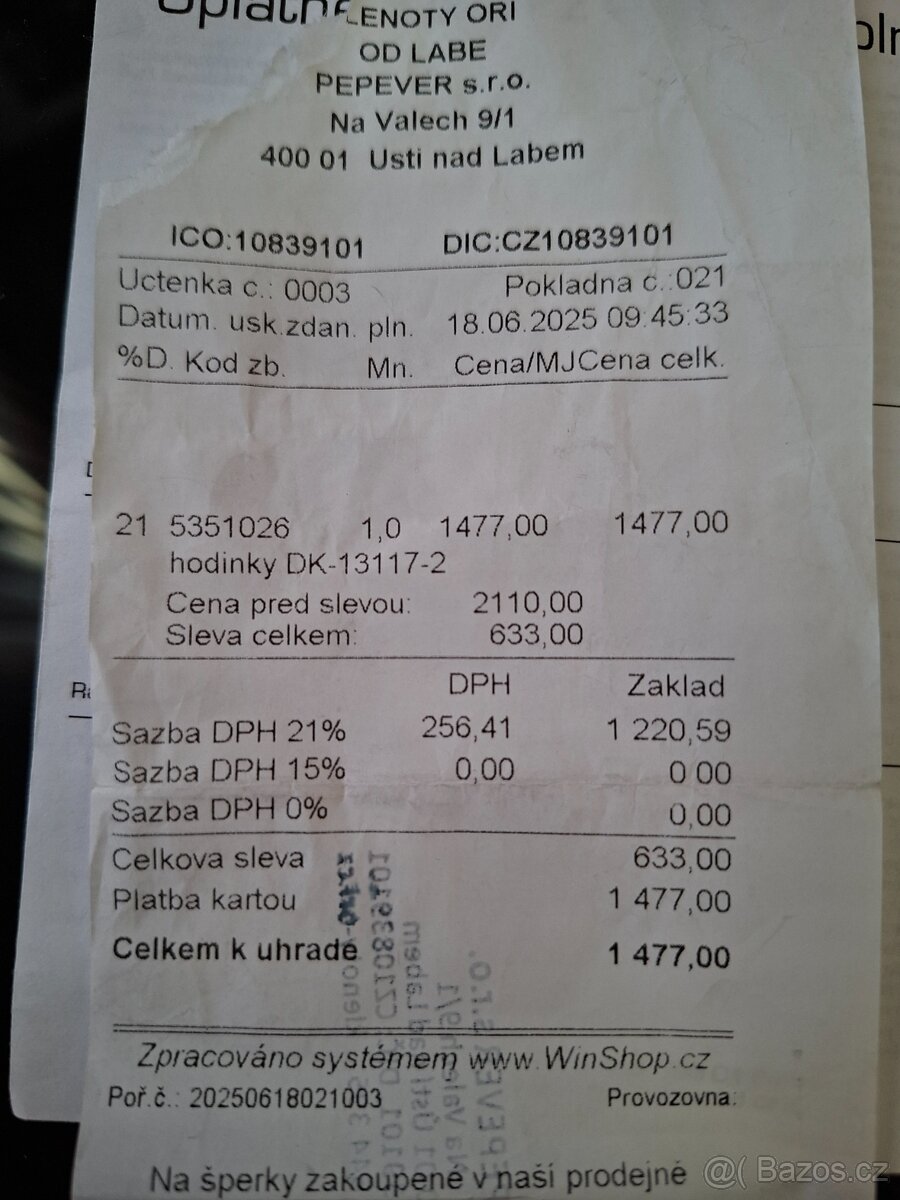 LENOTY ORI
OD LABE
PEPEVER s.r.o.
Na Valech 9/1
400 01 Usti nad Labem
ICO:10839101 DIC:CZ10839101
Uctenka c.: 0003 Pokladna c.:021
Datum. usk.zdan. pln. 18.06.2025 09:45:33
%D. Kod zb. Mn. Cena/MJCena celk.
21 5351026 1,0 1477,00 1477,00
hodinky DK-13117-2
Cena pred slevou: 2110,00
Sleva celkem: 633,00
DPH Zaklad
Sazba DPH 21% 256,41 1 220,59
Sazba DPH 15% 0,00 0 00
Sazba DPH 0% 0,00
Celkova sleva 633,00
Platba kartou 1 477,00
Celkem k uhrade 1 477,00
Zpracováno systémem www.WinShop.cz
Poř.č.: 20250618021003 Provozovna:
Na šperky zakoupené v naší prodejně
@( Bazos.cz